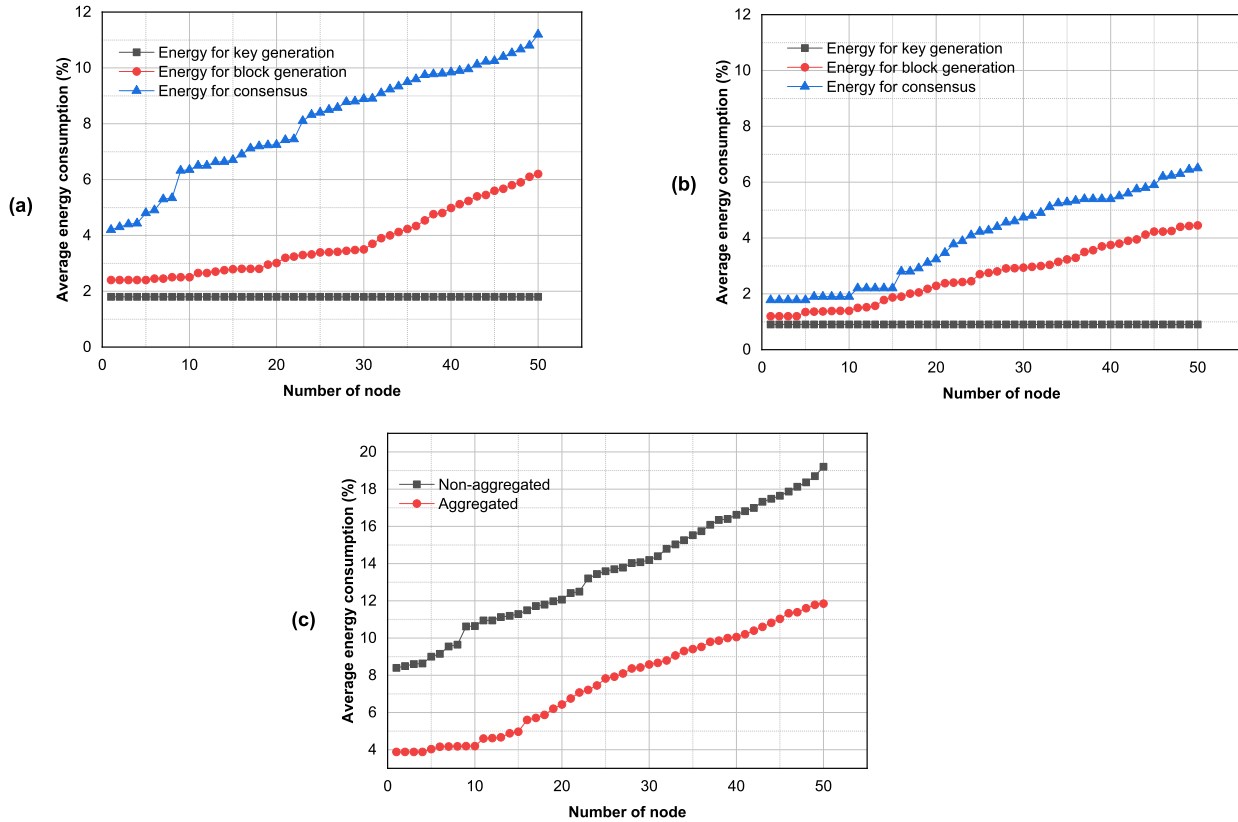 (a)
Average energy consumption (%)
12
10
8
6
4
2
0
Energy for key generation
Energy for block generation
Energy for consensus
0 10 20 30 40 50
Number of node
(b)
Average energy consumption (%)
12
10
8
6
4
2
0
Energy for key generation
Energy for block generation
Energy for consensus
0 10 20 30 40 50
Number of node
(c)
Average energy consumption (%)
20
18
16
14
12
10
8
6
4
Non-aggregated
Aggregated
0 10 20 30 40 50
Number of node